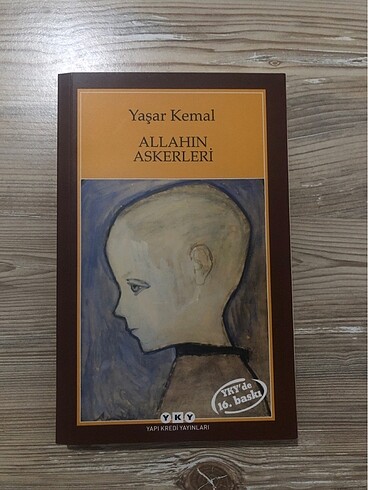 Yaşar Kemal
ALLAHIN
ASKERLERİ
YKY'de
16. baskı
YKY
YAPI KREDİ YAYINLARI